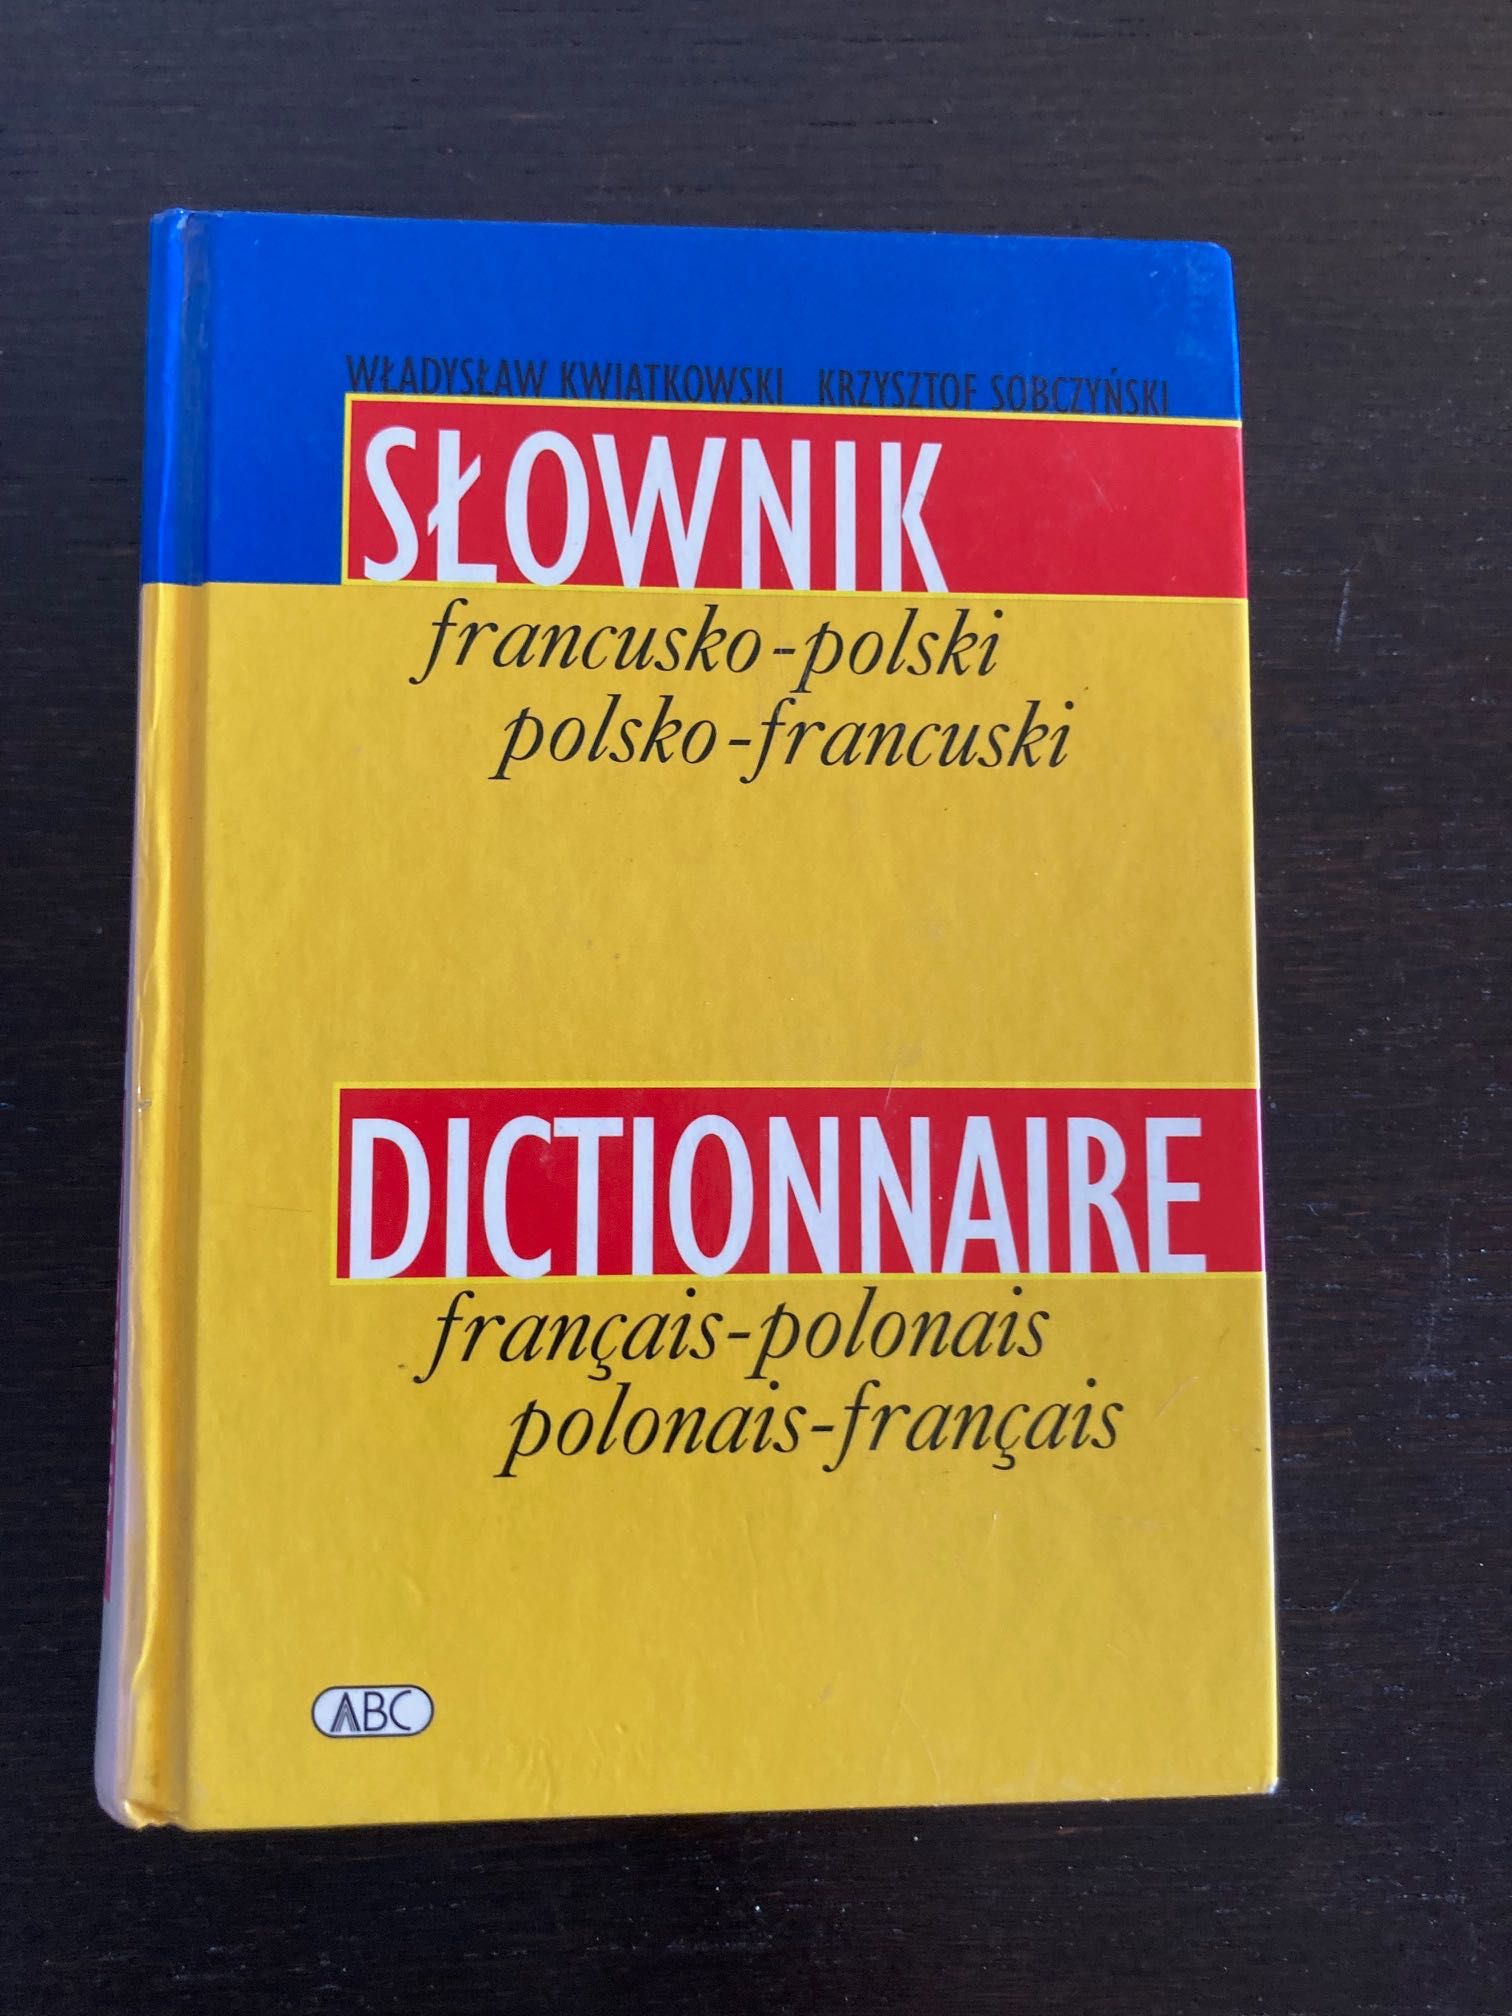 WŁADYSŁAW KWIATKOWSKI KRZYSZTOF SOBCZYŃSKI
SŁOWNIK
francusko-polski
polsko-francuski
DICTIONNAIRE
français-polonais
polonais-français
ABC